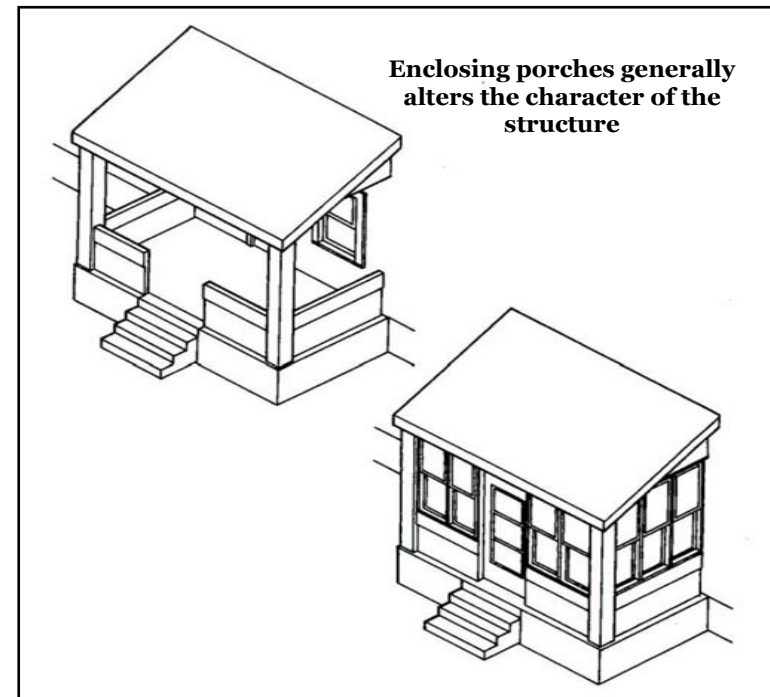 Enclosing porches generally
alters the character of the
structure